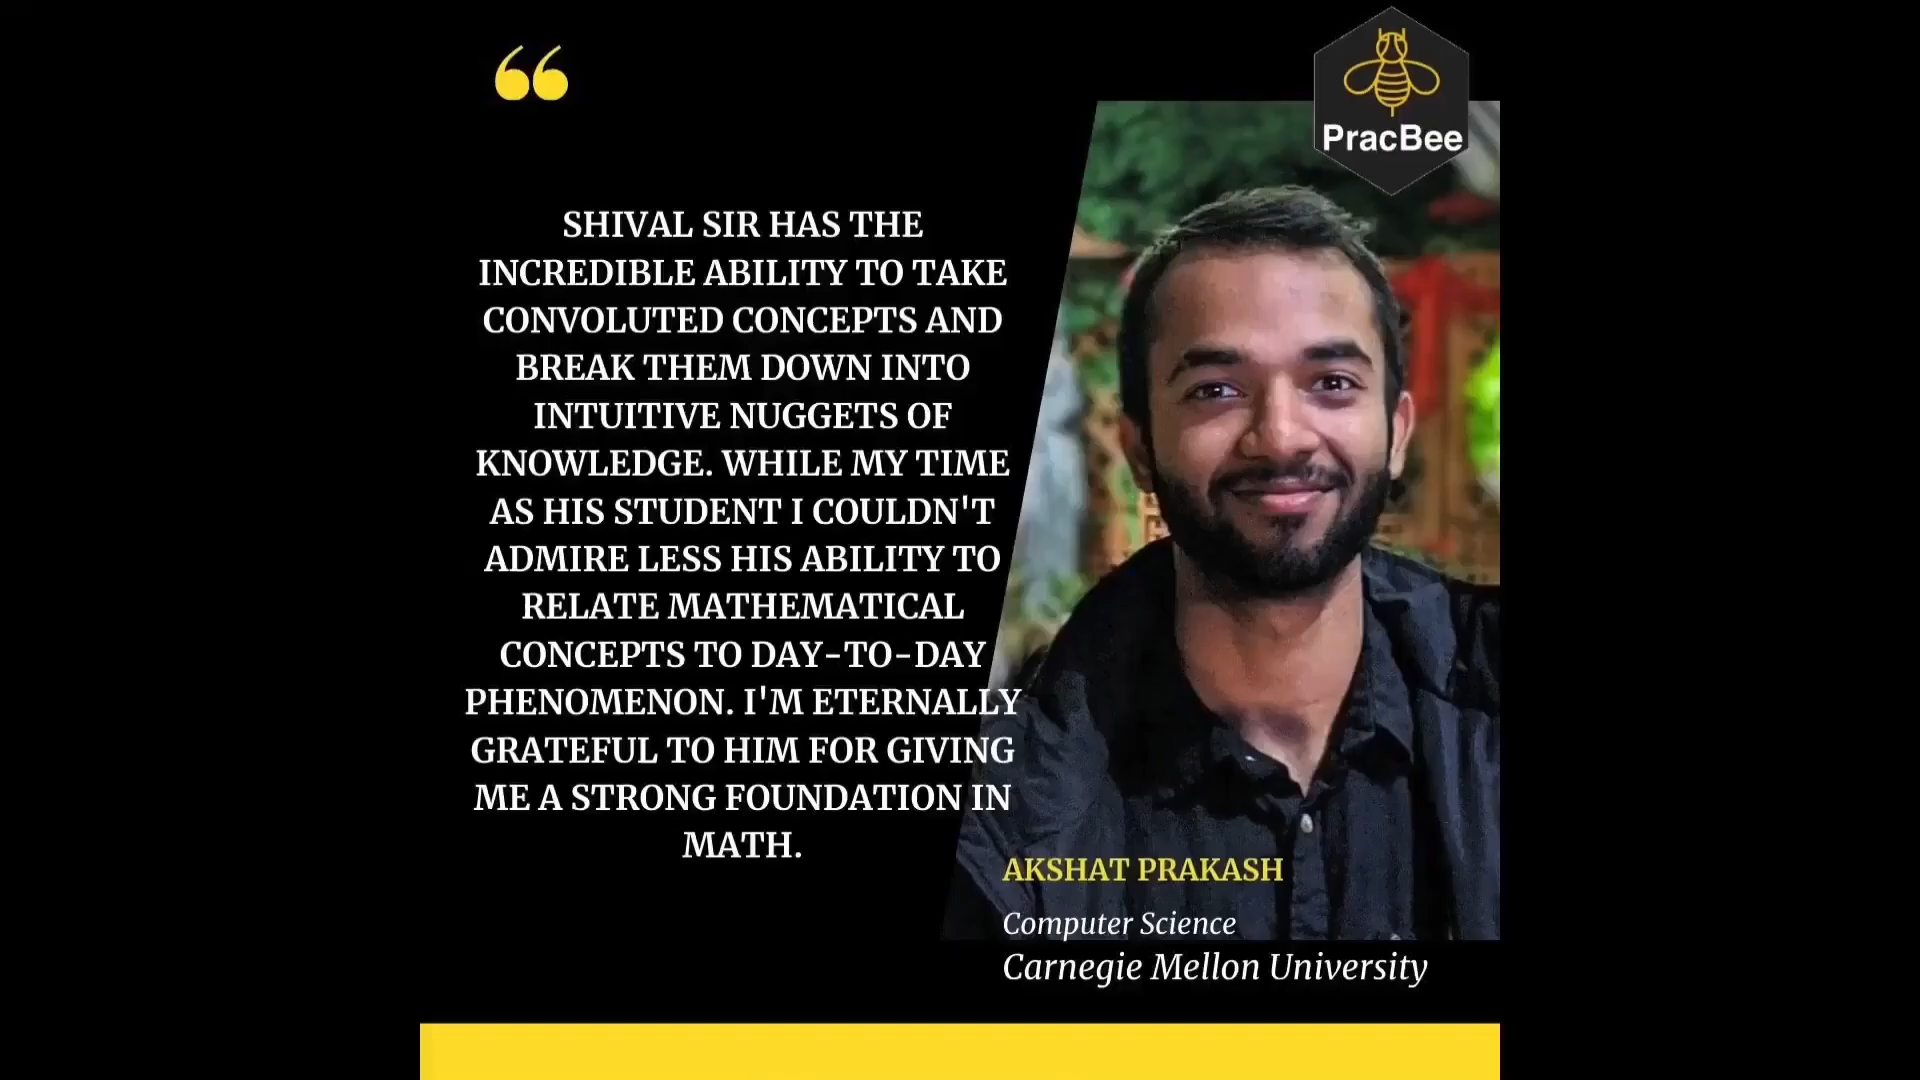 PracBee
SHIVAL SIR HAS THE
INCREDIBLE ABILITY TO TAKE
CONVOLUTED CONCEPTS AND
BREAK THEM DOWN INTO
INTUITIVE NUGGETS OF
KNOWLEDGE. WHILE MY TIME
AS HIS STUDENT I COULDN'T
ADMIRE LESS HIS ABILITY TO
RELATE MATHEMATICAL
CONCEPTS TO DAY-TO-DAY
PHENOMENON. I'M ETERNALLY
GRATEFUL TO HIM FOR GIVING
ME A STRONG FOUNDATION IN
MATH.
AKSHAT PRAKASH
Computer Science
Carnegie Mellon University